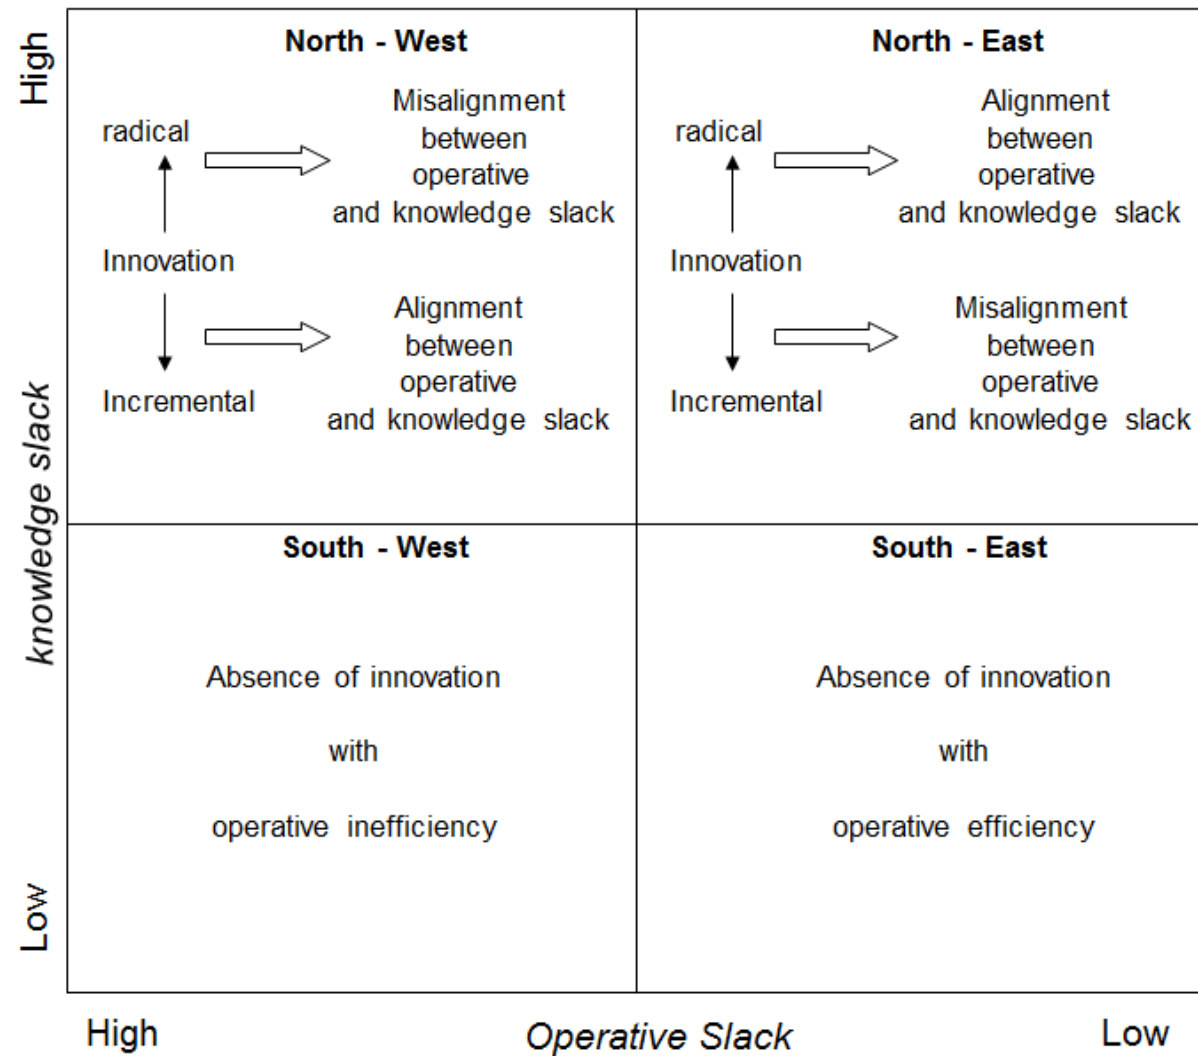 High
knowledge slack
Low
North - West
radical
Misalignment
between
operative
and knowledge slack
Innovation
Alignment
between
operative
and knowledge slack
Incremental
North - East
radical
Alignment
between
operative
and knowledge slack
Innovation
Misalignment
between
operative
and knowledge slack
Incremental
South - West
Absence of innovation
with
operative inefficiency
South - East
Absence of innovation
with
operative efficiency
High
Operative Slack
Low